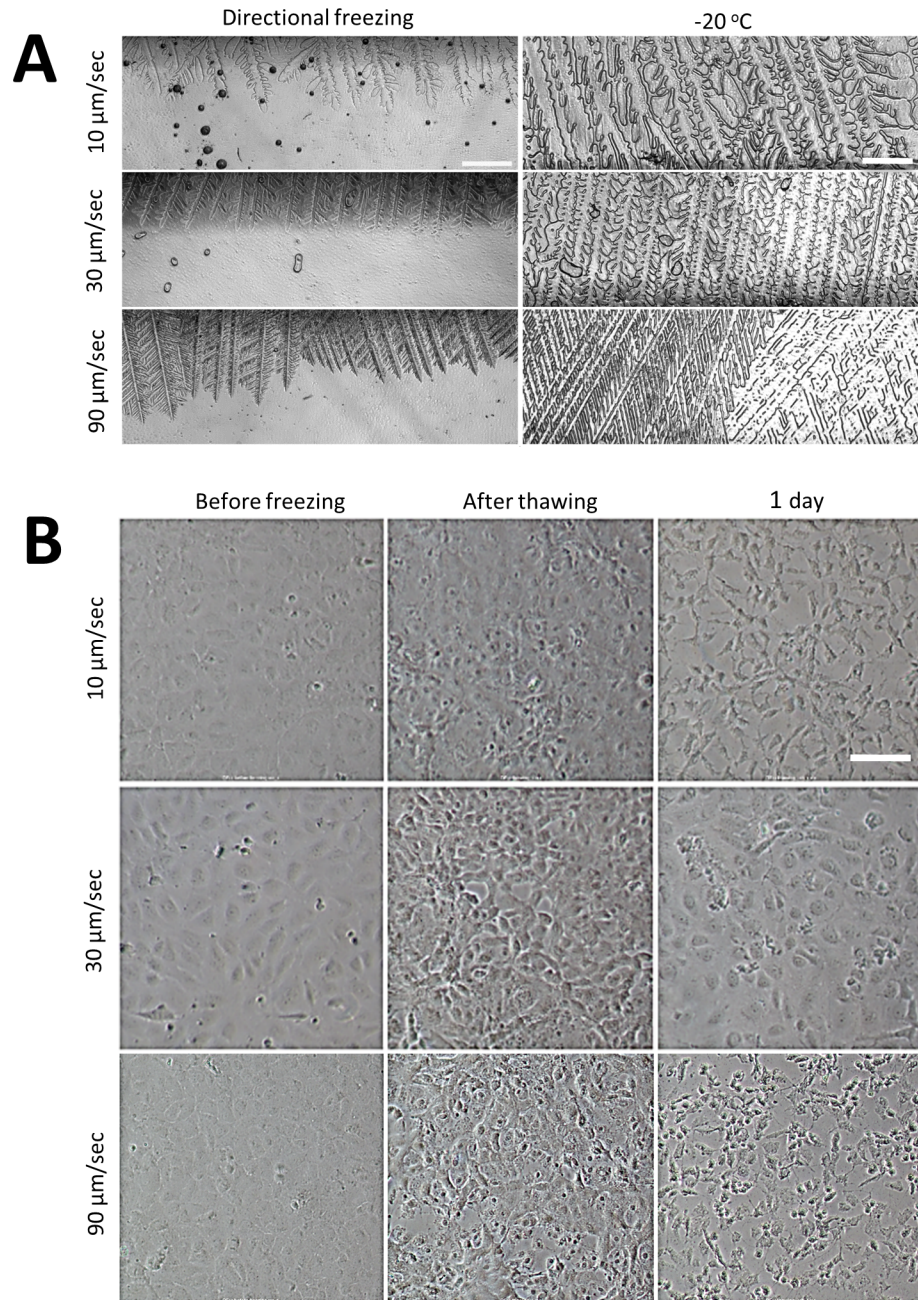 Directional freezing
-20 °C
A
10 µm/sec
30 µm/sec
90 µm/sec
Before freezing
After thawing
1 day
B
10 µm/sec
30 µm/sec
90 µm/sec